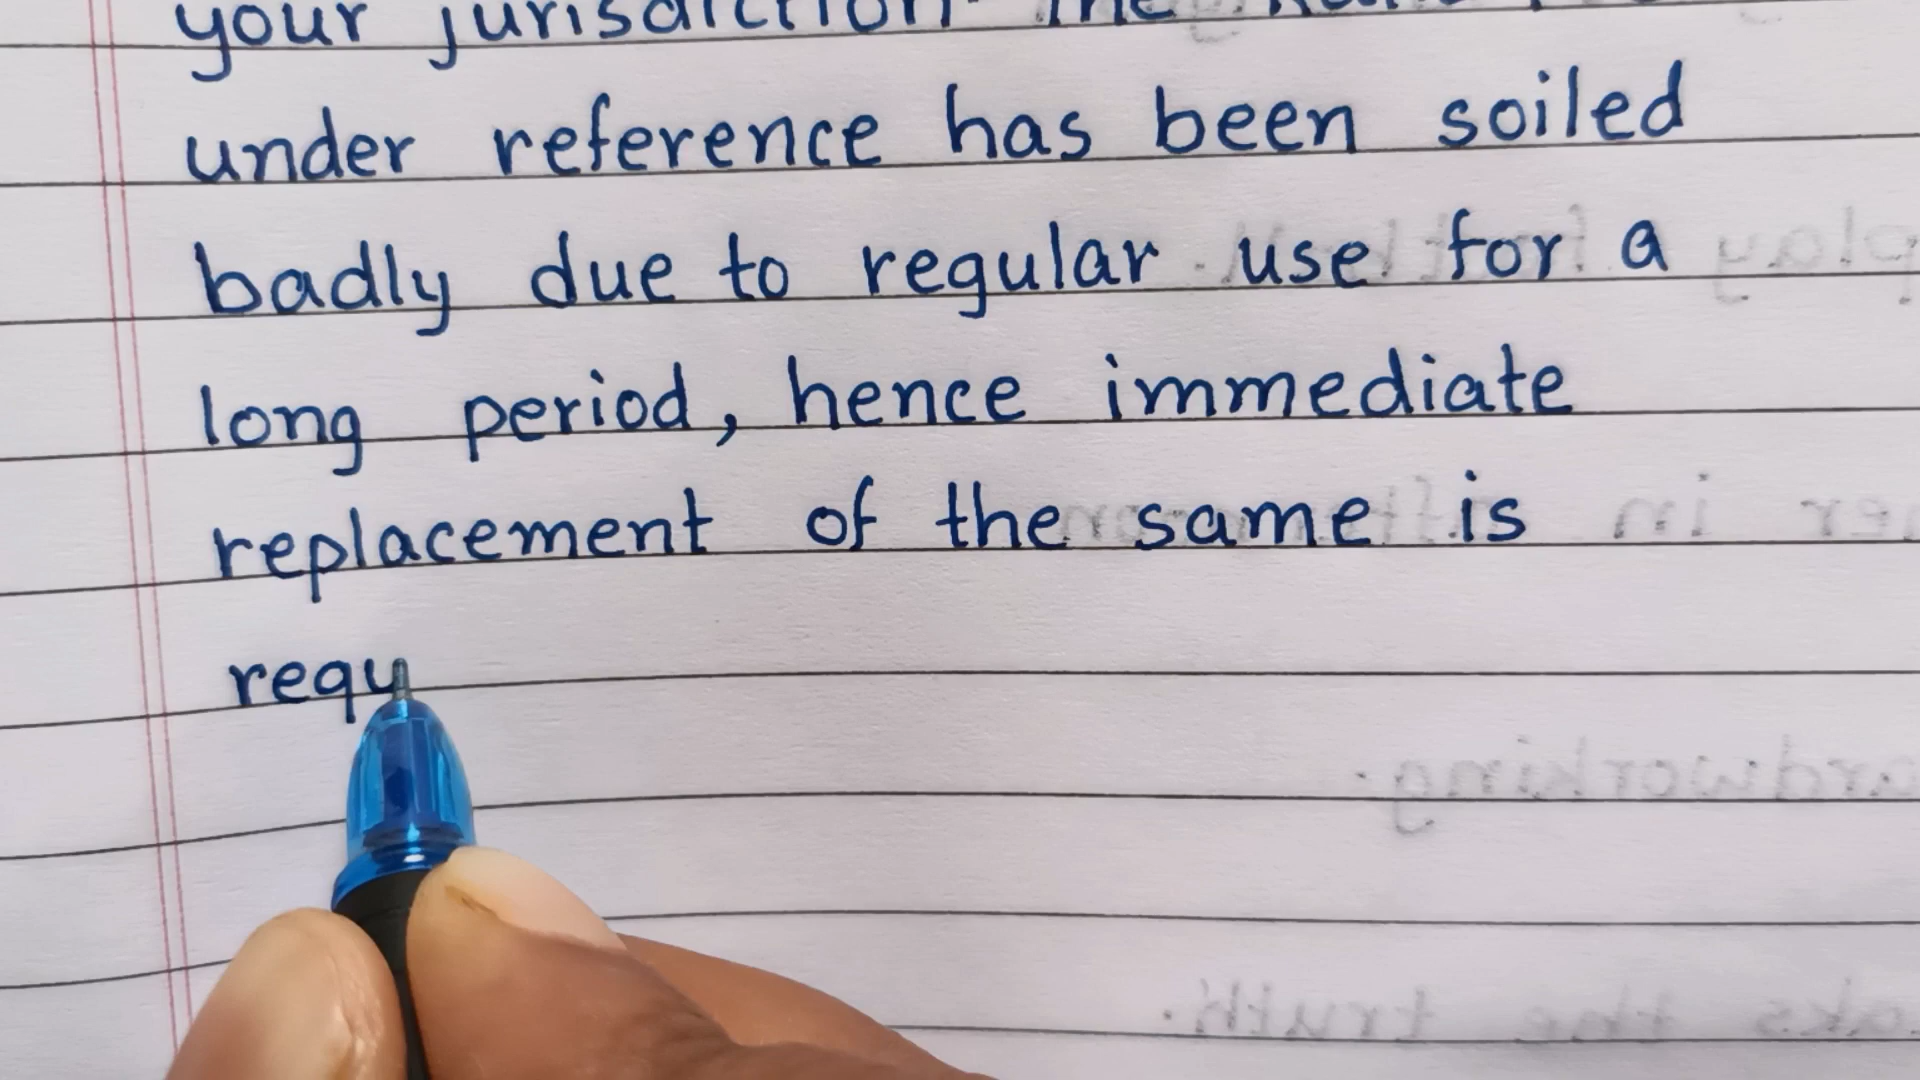 your jurisdiction. The
under reference has been soiled
badly due to regular use for a
long period, hence immediate
replacement of the same is
requ